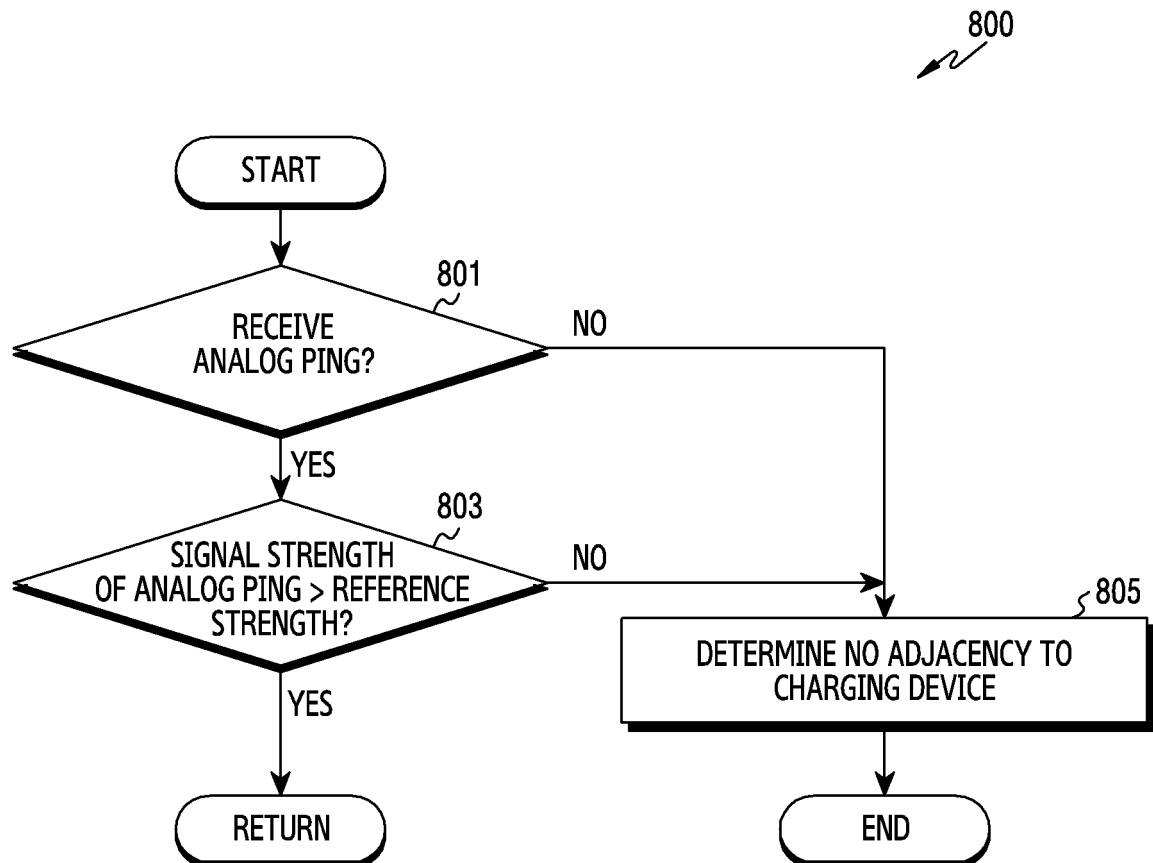 800
START
801
RECEIVE
ANALOG PING?
NO
YES
803
SIGNAL STRENGTH
OF ANALOG PING > REFERENCE
STRENGTH?
NO
YES
805
DETERMINE NO ADJACENCY TO
CHARGING DEVICE
RETURN
END